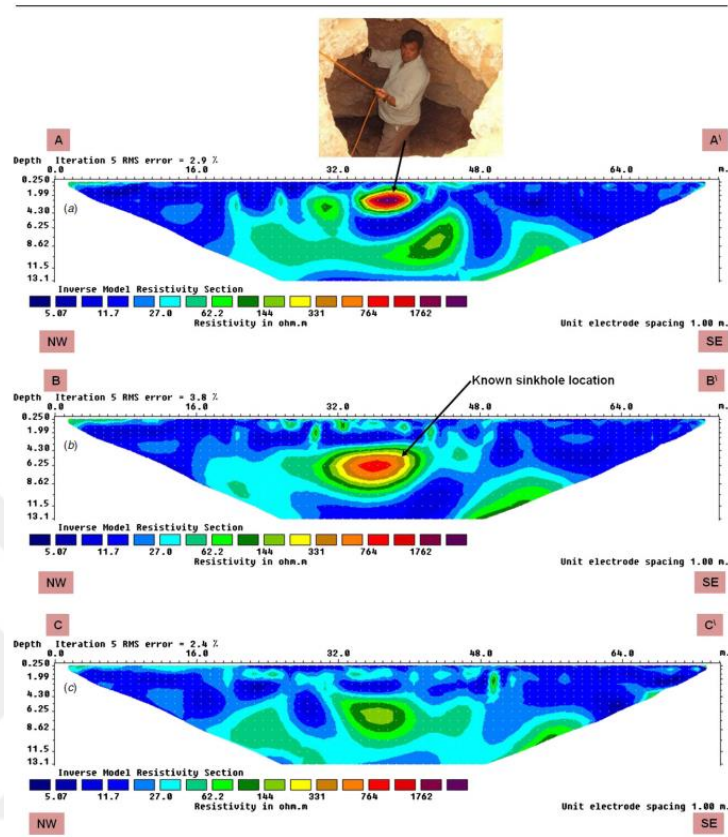 A A\
Depth Iteration 5 RMS error = 2.9 %
0.0 16.0 32.0 48.0 64.0 m.
0.250
1.99
4.30
(a)
6.25
8.62
11.5
13.1
Inverse Model Resistivity Section
5.07 11.7 27.0 62.2 144 331 764 1762
Resistivity in ohm.m
Unit electrode spacing 1.00 m.
NW SE
B B\
Known sinkhole location
Depth Iteration 5 RMS error = 3.8 %
0.0 16.0 32.0 48.0 64.0 m.
0.250
1.99
4.30
(b)
6.25
8.62
11.5
13.1
Inverse Model Resistivity Section
5.07 11.7 27.0 62.2 144 331 764 1762
Resistivity in ohm.m
Unit electrode spacing 1.00 m.
NW SE
C C\
Depth Iteration 5 RMS error = 2.4 %
0.0 16.0 32.0 48.0 64.0 m.
0.250
1.99
4.30
(c)
6.25
8.62
11.5
13.1
Inverse Model Resistivity Section
5.07 11.7 27.0 62.2 144 331 764 1762
Resistivity in ohm.m
Unit electrode spacing 1.00 m.
NW SE